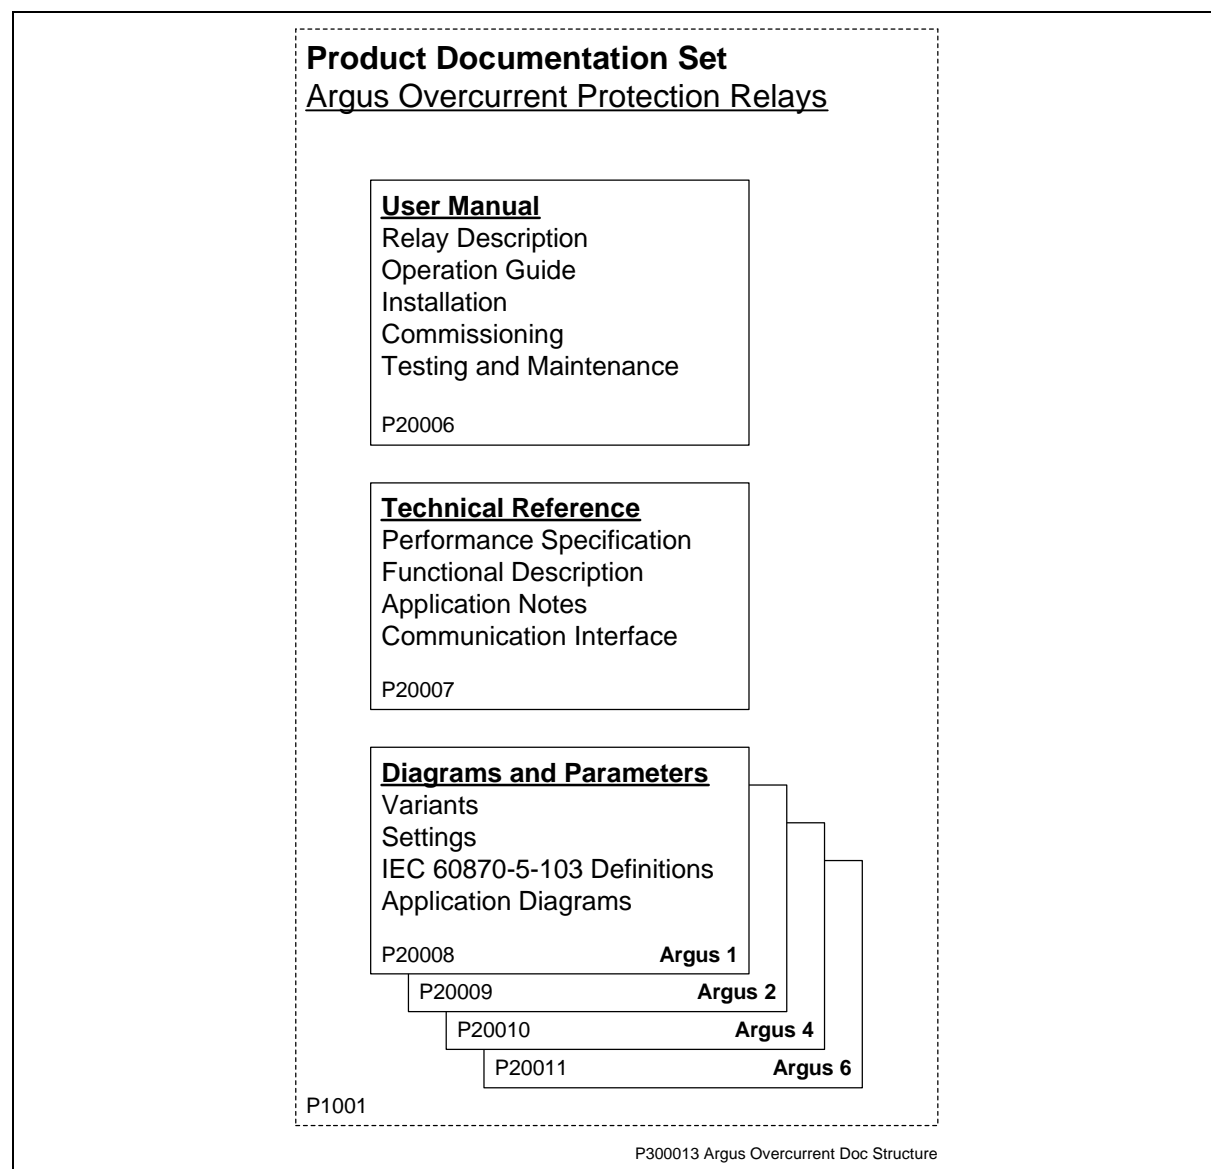 Product Documentation Set
Argus Overcurrent Protection Relays
User Manual
Relay Description
Operation Guide
Installation
Commissioning
Testing and Maintenance
P20006
Technical Reference
Performance Specification
Functional Description
Application Notes
Communication Interface
P20007
Diagrams and Parameters
Variants
Settings
IEC 60870-5-103 Definitions
Application Diagrams
P20008 Argus 1
P20009 Argus 2
P20010 Argus 4
P20011 Argus 6
P1001
P300013 Argus Overcurrent Doc Structure